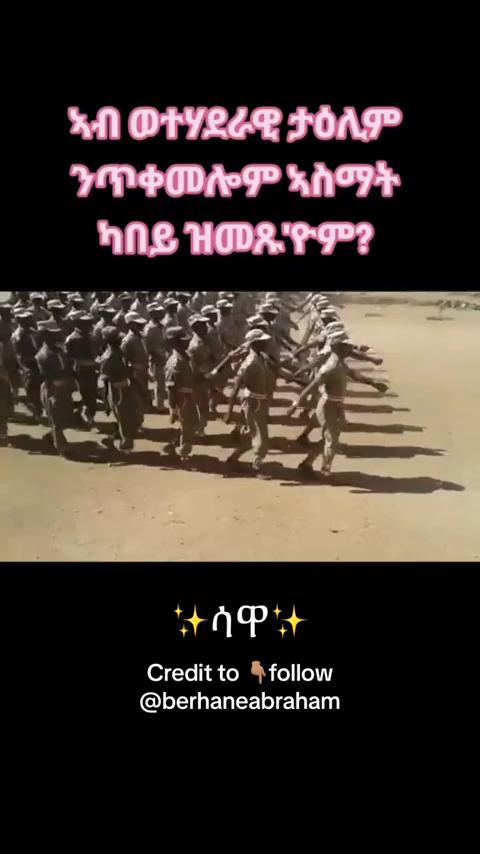 ኣብ ወተሃደራዊ ታዕሊም
ንጥቀመሎም ኣስማት
ካበይ ዝመጹ'ዮም?
✨ሳዋ✨
Credit to 👇🏽follow
@berhaneabraham